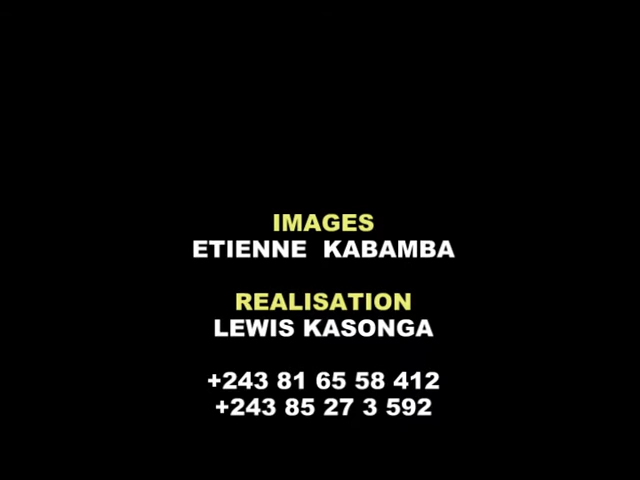 IMAGES
ETIENNE KABAMBA
REALISATION
LEWIS KASONGA
+243 81 65 58 412
+243 85 27 3 592